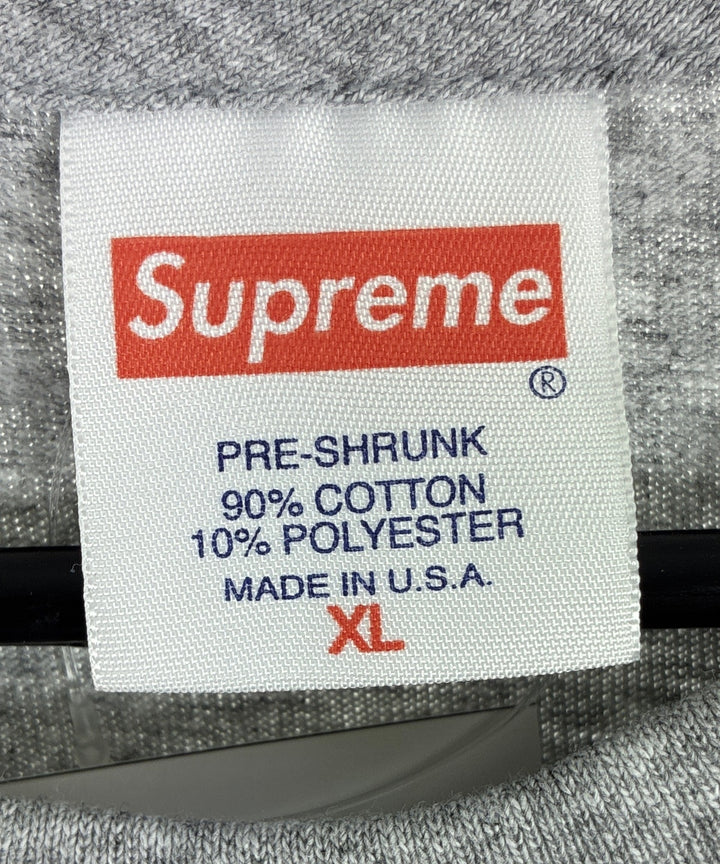 Supreme
®
PRE-SHRUNK
90% COTTON
10% POLYESTER
MADE IN U.S.A.
XL